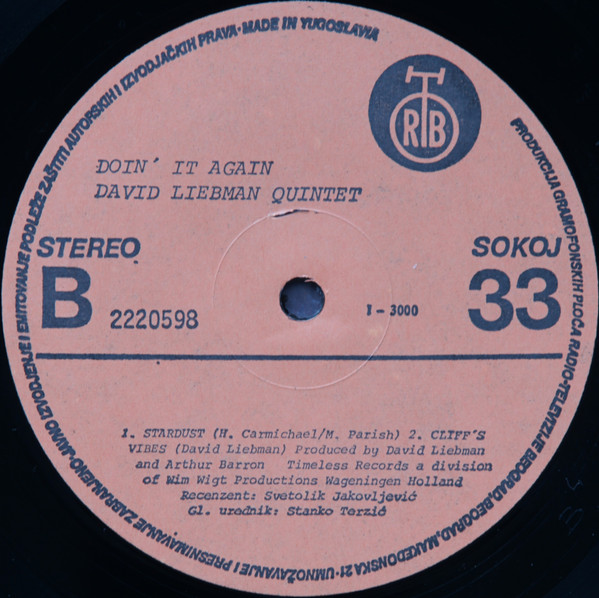 PRODUKCIJA GRAMOFONSKIH PLOČA RADIO-TELEVIZIJE BEOGRAD, BEOGRAD, MAKEDONSKA 21 · UMNOŽAVANJE I PRESNIMAVANJE ZABRANJENO-JAVNO IZVODJENJE I EMITOVANJE PODLEŽE ZAŠTITI AUTORSKIH I IZVODJAČKIH PRAVA · MADE IN YUGOSLAVIA
RTB
ĐOIN' IT AGAIN
DAVID LIEBMAN QUINTET
STEREO
SOKOJ
B
2220598
I - 3000
33
1. STARDUST (H. Carmichael/M. Parish) 2. CLIFF'S
VIBES (David Liebman) Produced by David Liebman
and Arthur Barron Timeless Records a division
of Wim Wigt Productions Wageningen Holland
Recenzent: Svetolik Jakovljević
Gl. urednik: Stanko Terzić